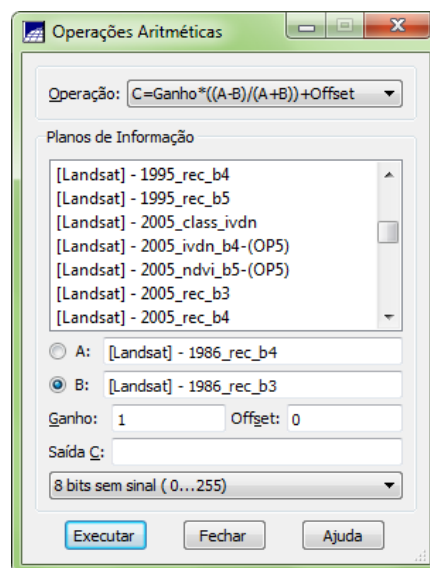 Operações Aritméticas
Operação: C=Ganho*((A-B)/(A+B))+Offset
Planos de Informação
[Landsat] - 1995_rec_b4
[Landsat] - 1995_rec_b5
[Landsat] - 2005_class_ivdn
[Landsat] - 2005_ivdn_b4-(OP5)
[Landsat] - 2005_ndvi_b5-(OP5)
[Landsat] - 2005_rec_b3
[Landsat] - 2005_rec_b4
A: [Landsat] - 1986_rec_b4
B: [Landsat] - 1986_rec_b3
Ganho: 1 Offset: 0
Saída C:
8 bits sem sinal ( 0...255)
Executar Fechar Ajuda